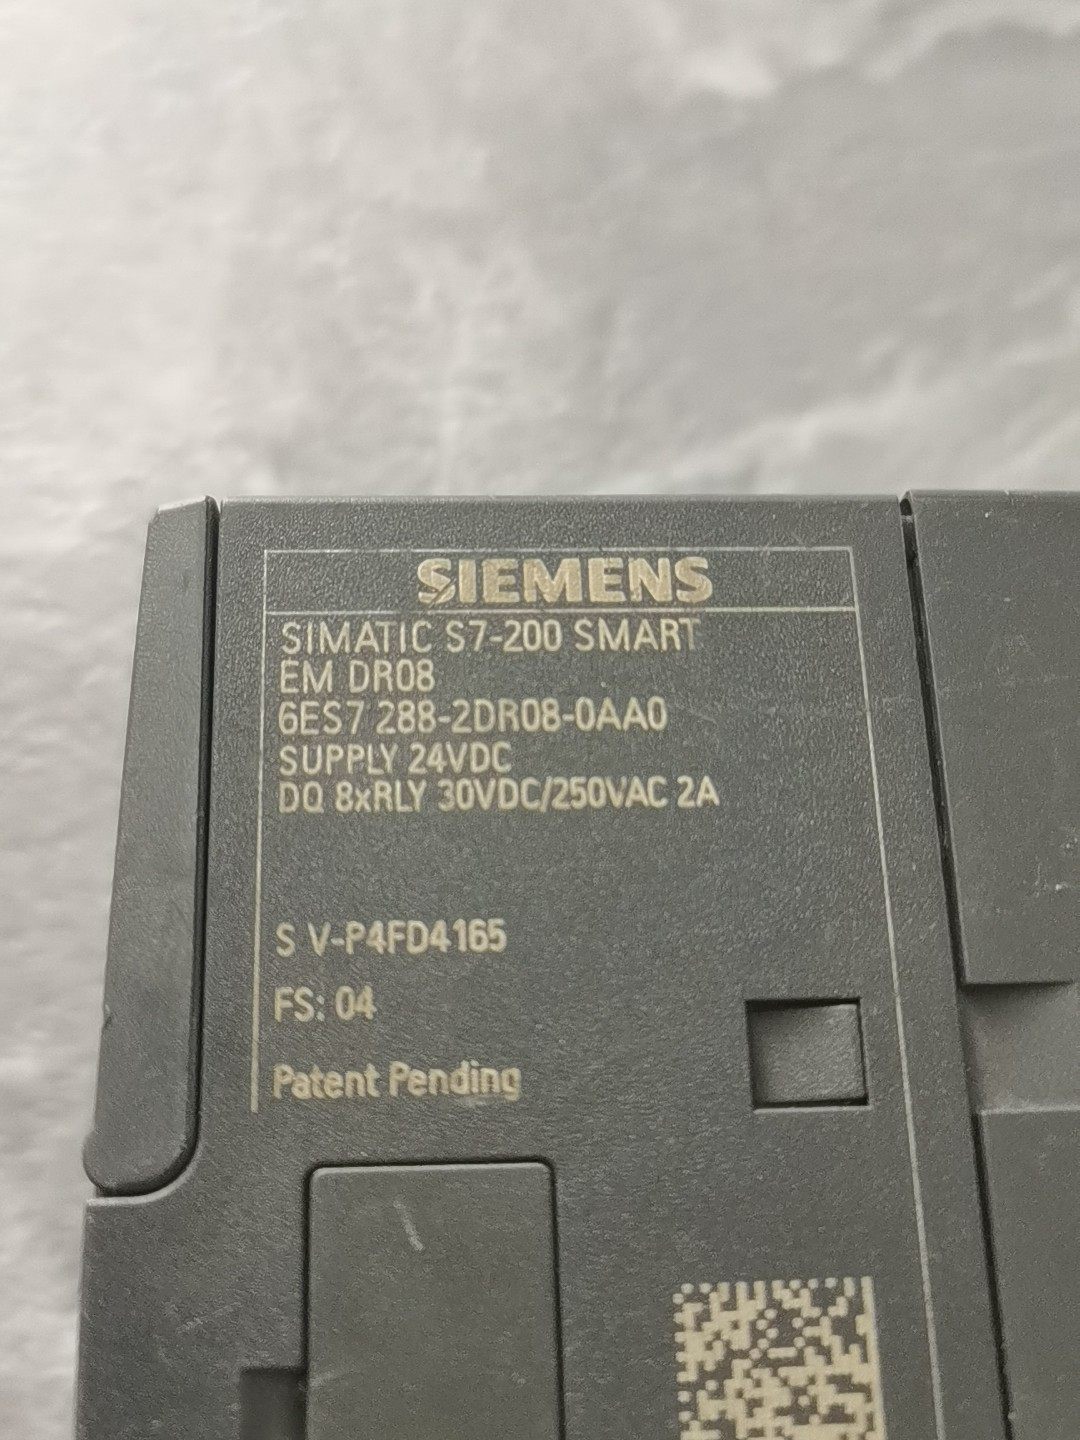 SIEMENS
SIMATIC S7-200 SMART
EM DR08
6ES7 288-2DR08-0AA0
SUPPLY 24VDC
DQ 8xRLY 30VDC/250VAC 2A
S V-P4FD4165
FS: 04
Patent Pending